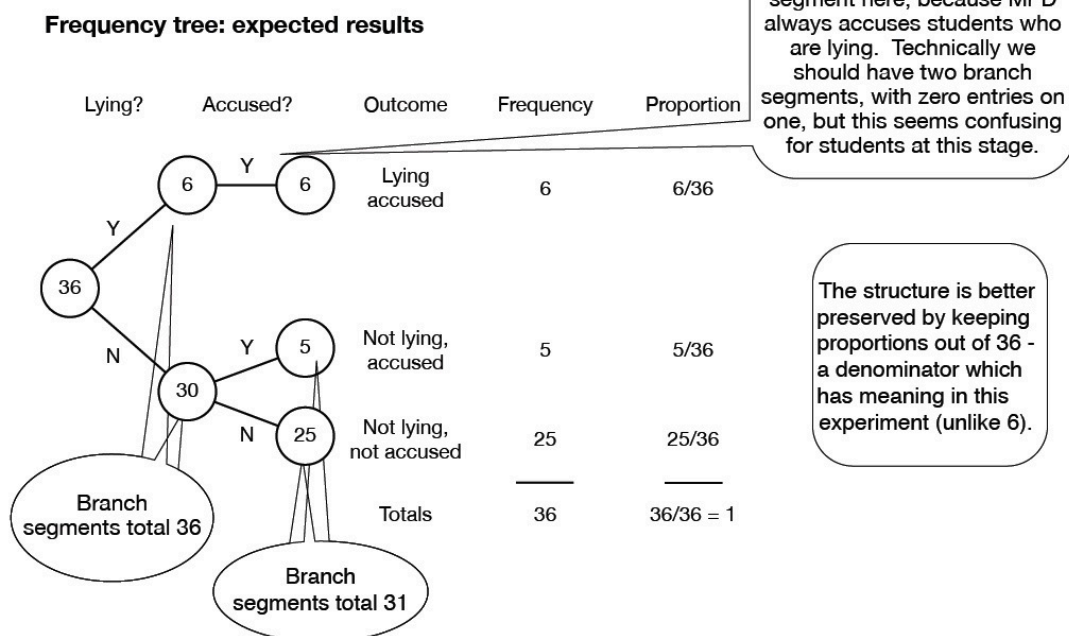 Frequency tree: expected results
segment here, because MPD
always accuses students who
are lying. Technically we
should have two branch
segments, with zero entries on
one, but this seems confusing
for students at this stage.
Lying? Accused? Outcome Frequency Proportion
Y
6
Y
6
Lying
accused
6
6/36
36
N
30
Y
5
Not lying,
accused
5
5/36
N
25
Not lying,
not accused
25
25/36
Totals
36
36/36 = 1
Branch
segments total 36
Branch
segments total 31
The structure is better
preserved by keeping
proportions out of 36 -
a denominator which
has meaning in this
experiment (unlike 6).